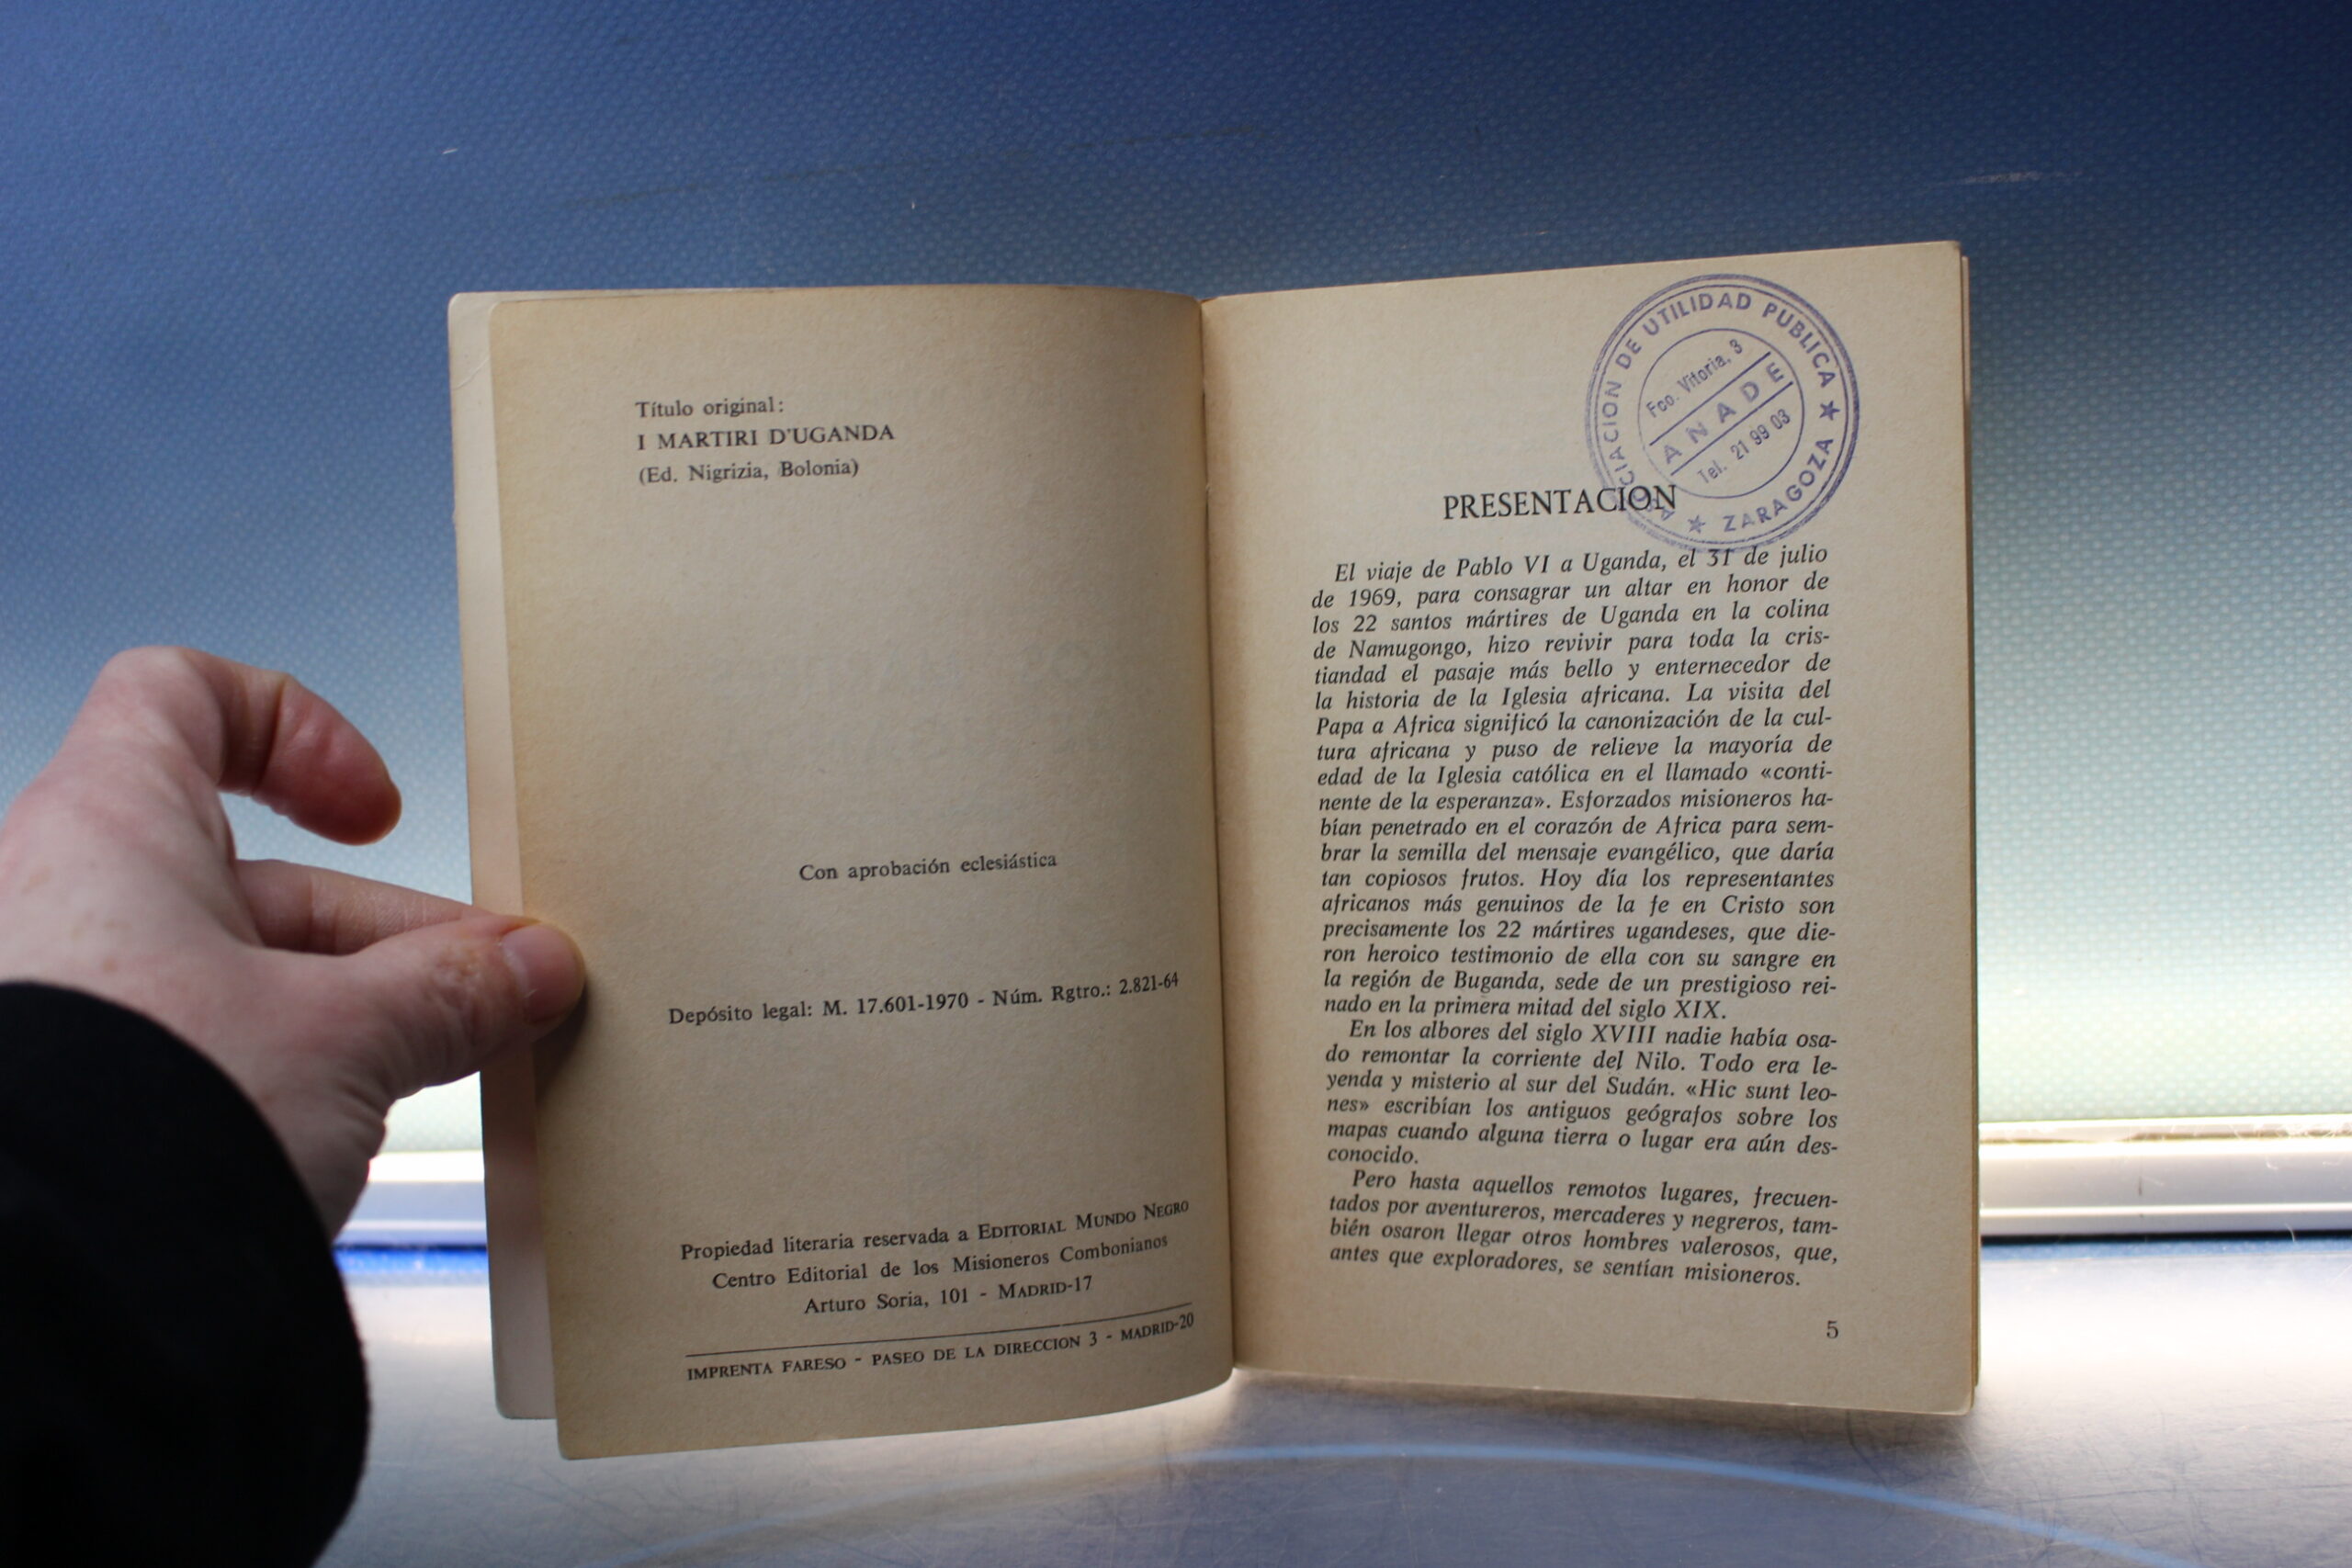 Título original:
I MARTIRI D'UGANDA
(Ed. Nigrizia, Bolonia)
Con aprobación eclesiástica
Depósito legal: M. 17.601-1970 - Núm. Rgtro.: 2.821-64
Propiedad literaria reservada a EDITORIAL MUNDO NEGRO
Centro Editorial de los Misioneros Combonianos
Arturo Soria, 101 - MADRID-17
IMPRENTA FARESO - PASEO DE LA DIRECCION 3 - MADRID-20
ASOCIACION DE UTILIDAD PUBLICA ★ ZARAGOZA ★
Fco. Vitoria, 3
ANADE
Tel. 21 99 03
PRESENTACION
El viaje de Pablo VI a Uganda, el 31 de julio
de 1969, para consagrar un altar en honor de
los 22 santos mártires de Uganda en la colina
de Namugongo, hizo revivir para toda la cris-
tiandad el pasaje más bello y enternecedor de
la historia de la Iglesia africana. La visita del
Papa a Africa significó la canonización de la cul-
tura africana y puso de relieve la mayoría de
edad de la Iglesia católica en el llamado «conti-
nente de la esperanza». Esforzados misioneros ha-
bían penetrado en el corazón de Africa para sem-
brar la semilla del mensaje evangélico, que daría
tan copiosos frutos. Hoy día los representantes
africanos más genuinos de la fe en Cristo son
precisamente los 22 mártires ugandeses, que die-
ron heroico testimonio de ella con su sangre en
la región de Buganda, sede de un prestigioso rei-
nado en la primera mitad del siglo XIX.
En los albores del siglo XVIII nadie había osa-
do remontar la corriente del Nilo. Todo era le-
yenda y misterio al sur del Sudán. «Hic sunt leo-
nes» escribían los antiguos geógrafos sobre los
mapas cuando alguna tierra o lugar era aún des-
conocido.
Pero hasta aquellos remotos lugares, frecuen-
tados por aventureros, mercaderes y negreros, tam-
bién osaron llegar otros hombres valerosos, que,
antes que exploradores, se sentían misioneros.
5